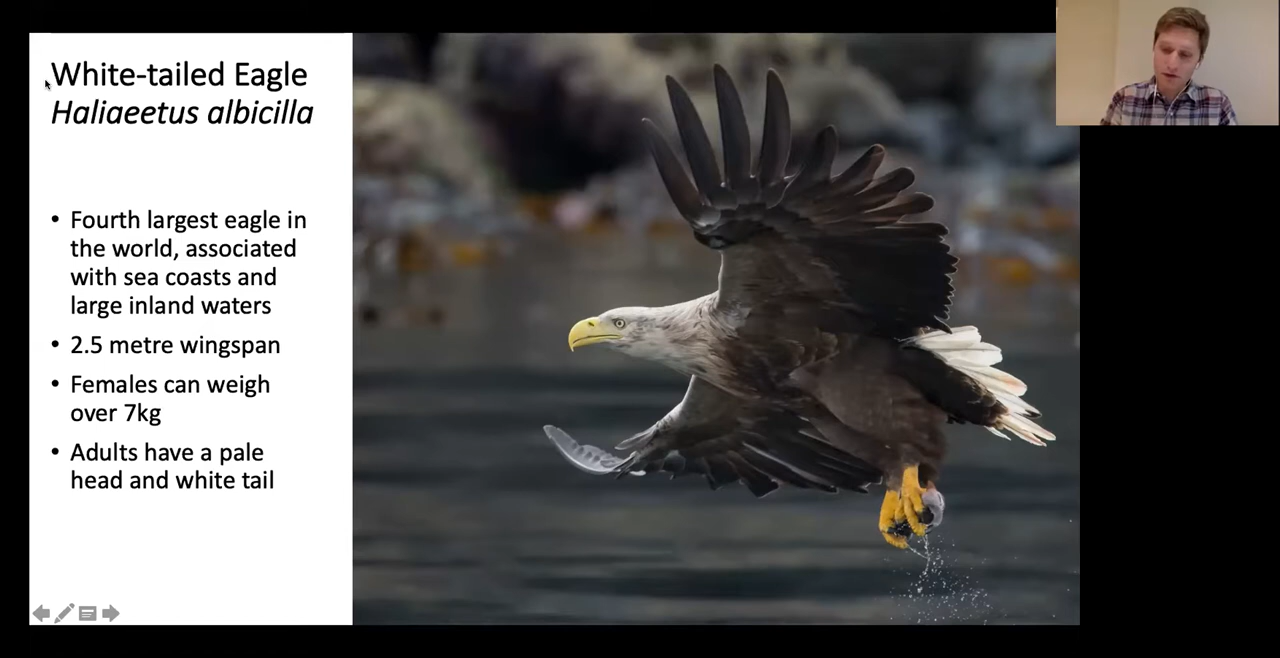 White-tailed Eagle
Haliaeetus albicilla
• Fourth largest eagle in
the world, associated
with sea coasts and
large inland waters
• 2.5 metre wingspan
• Females can weigh
over 7kg
• Adults have a pale
head and white tail